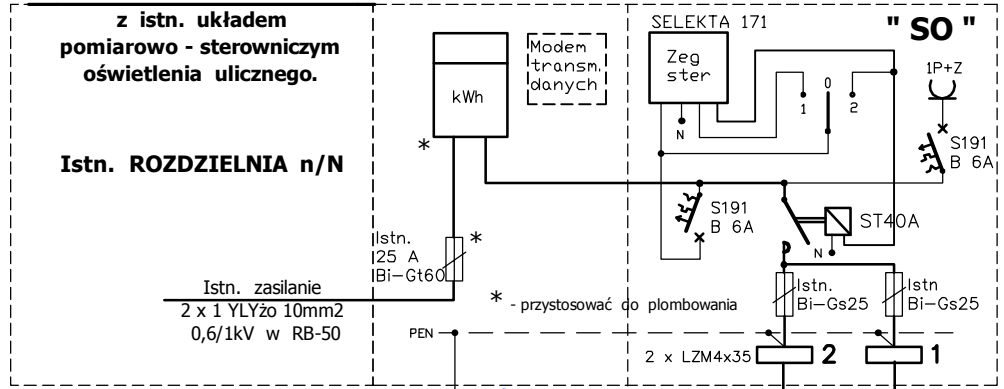 z istn. układem
pomiarowo - sterowniczym
oświetlenia ulicznego.
Istn. ROZDZIELNIA n/N
Istn. zasilanie
2 x 1 YLYżo 10mm2
0,6/1kV w RB-50
kWh
*
Modem
transm.
danych
Istn.
25 A
Bi-Gt60
*
* - przystosować do plombowania
PEN
SELEKTA 171
" SO "
Zeg
ster
N
1
0
2
1P+Z
S191
B 6A
S191
B 6A
ST40A
N
Istn.
Bi-Gs25
Istn
Bi-Gs25
2 x LZM4x35
2
1